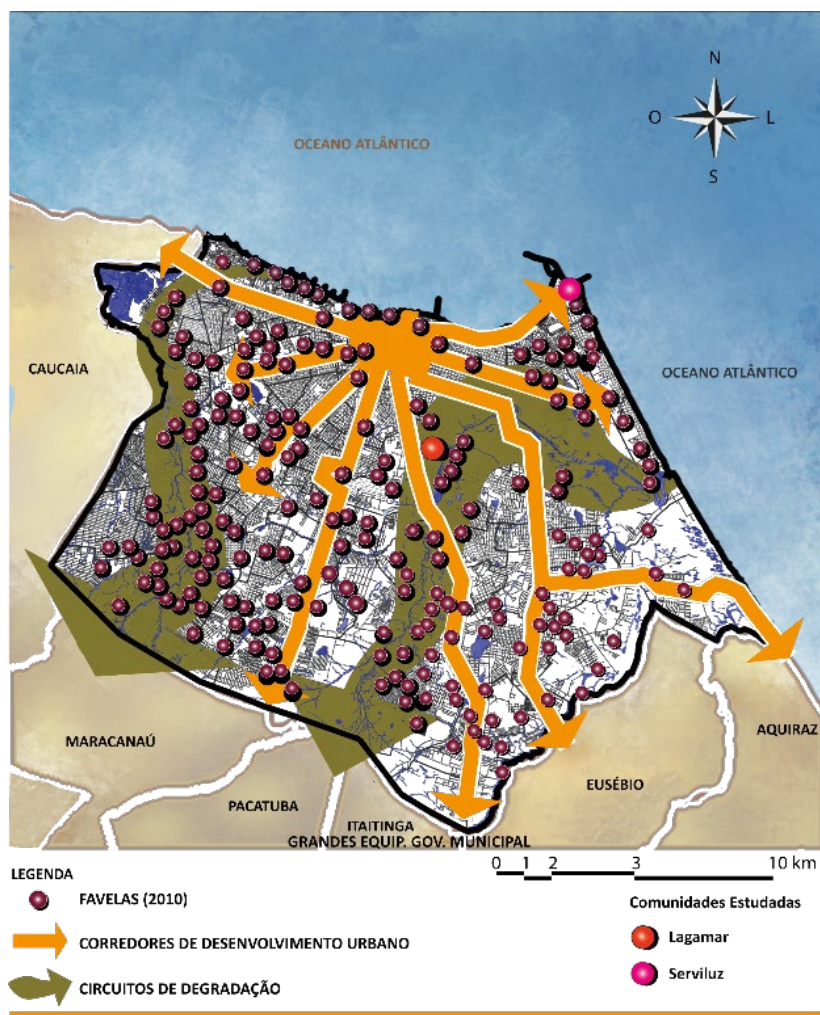 N
O L
S
OCEANO ATLÂNTICO
CAUCAIA
OCEANO ATLÂNTICO
MARACANAÚ
AQUIRAZ
EUSÉBIO
PACATUBA
ITAITINGA
GRANDES EQUIP. GOV. MUNICIPAL
0 1 2 3 10 km
LEGENDA
FAVELAS (2010)
CORREDORES DE DESENVOLVIMENTO URBANO
CIRCUITOS DE DEGRADAÇÃO
Comunidades Estudadas
Lagamar
Serviluz